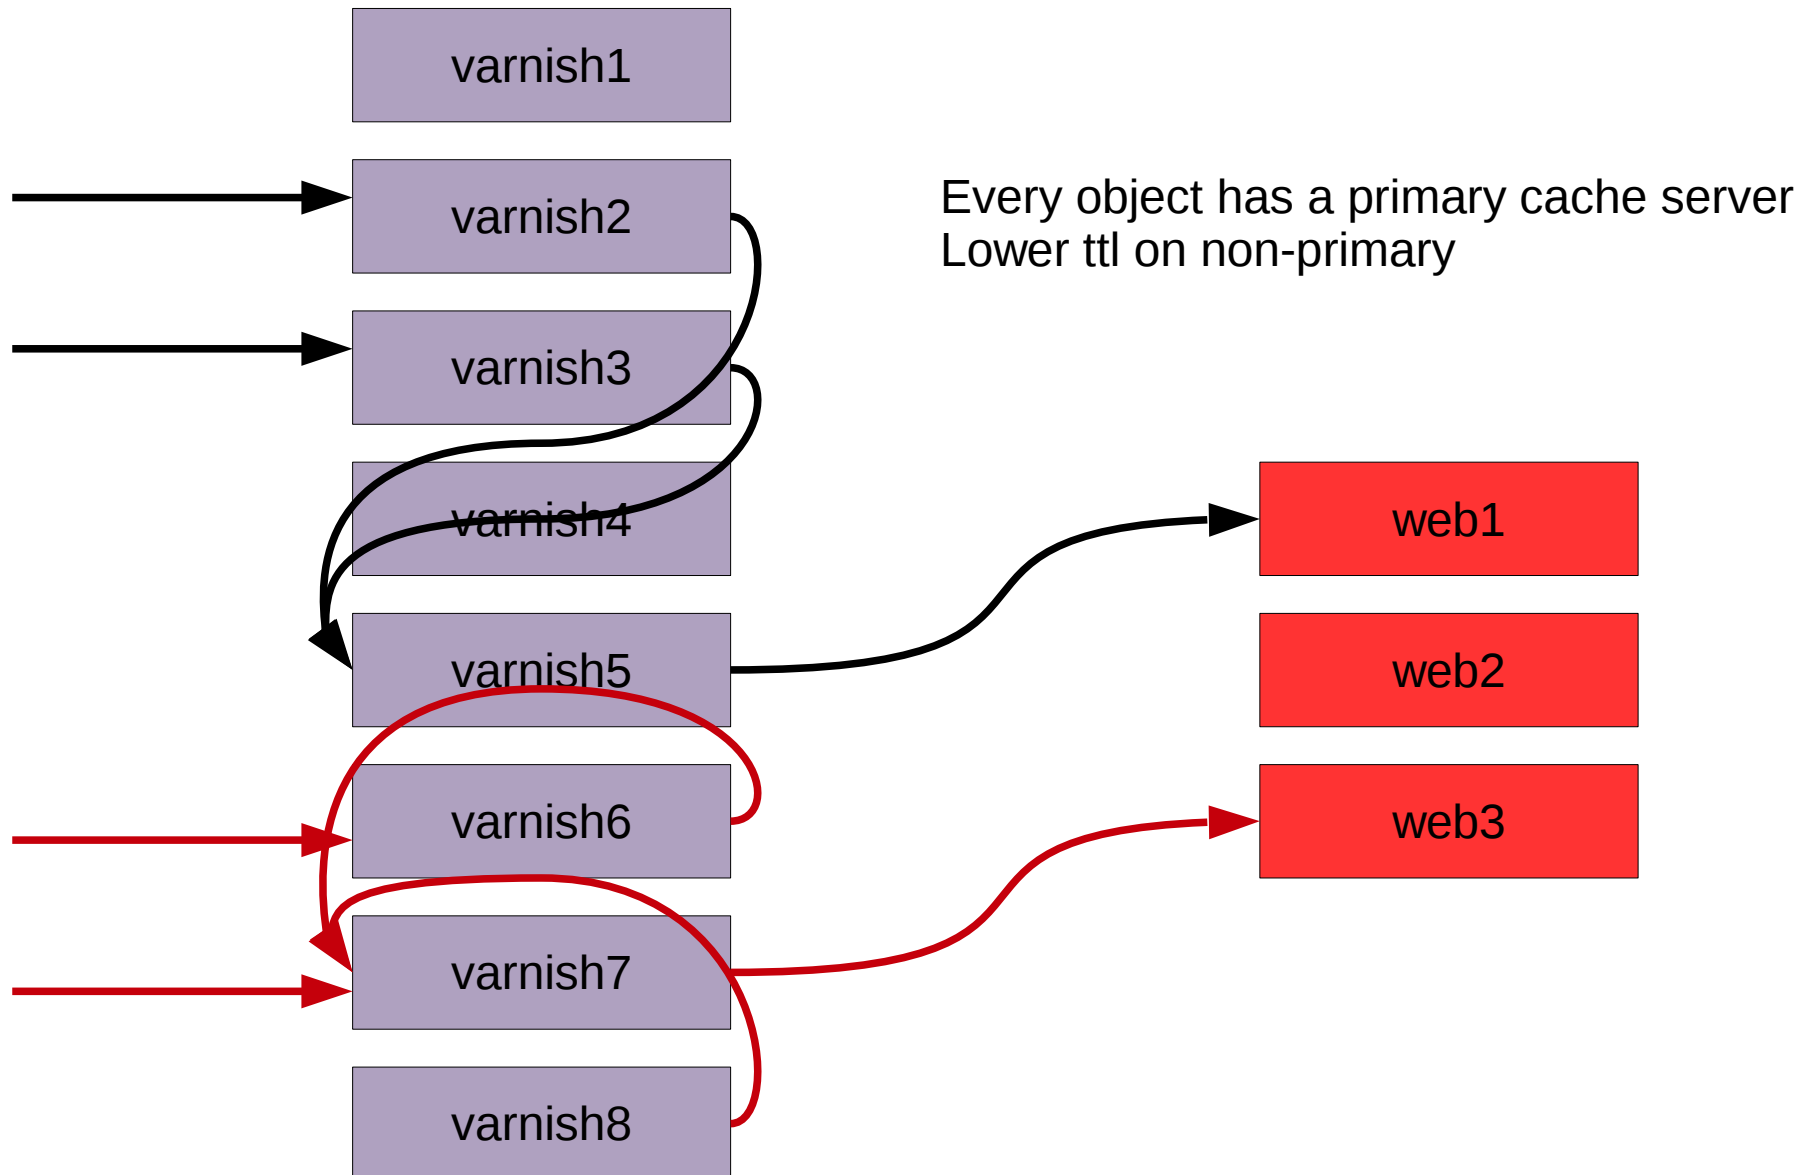 varnish1
varnish2
Every object has a primary cache server
Lower ttl on non-primary
varnish3
varnish4
web1
varnish5
web2
varnish6
web3
varnish7
varnish8